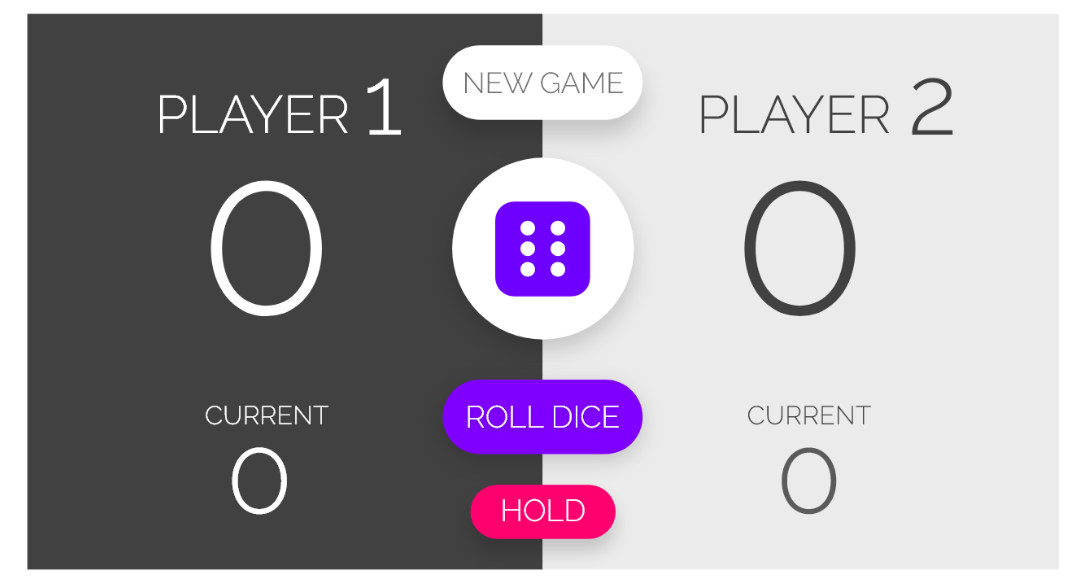 NEW GAME
PLAYER 1
PLAYER 2
0
0
ROLL DICE
CURRENT
CURRENT
0
0
HOLD